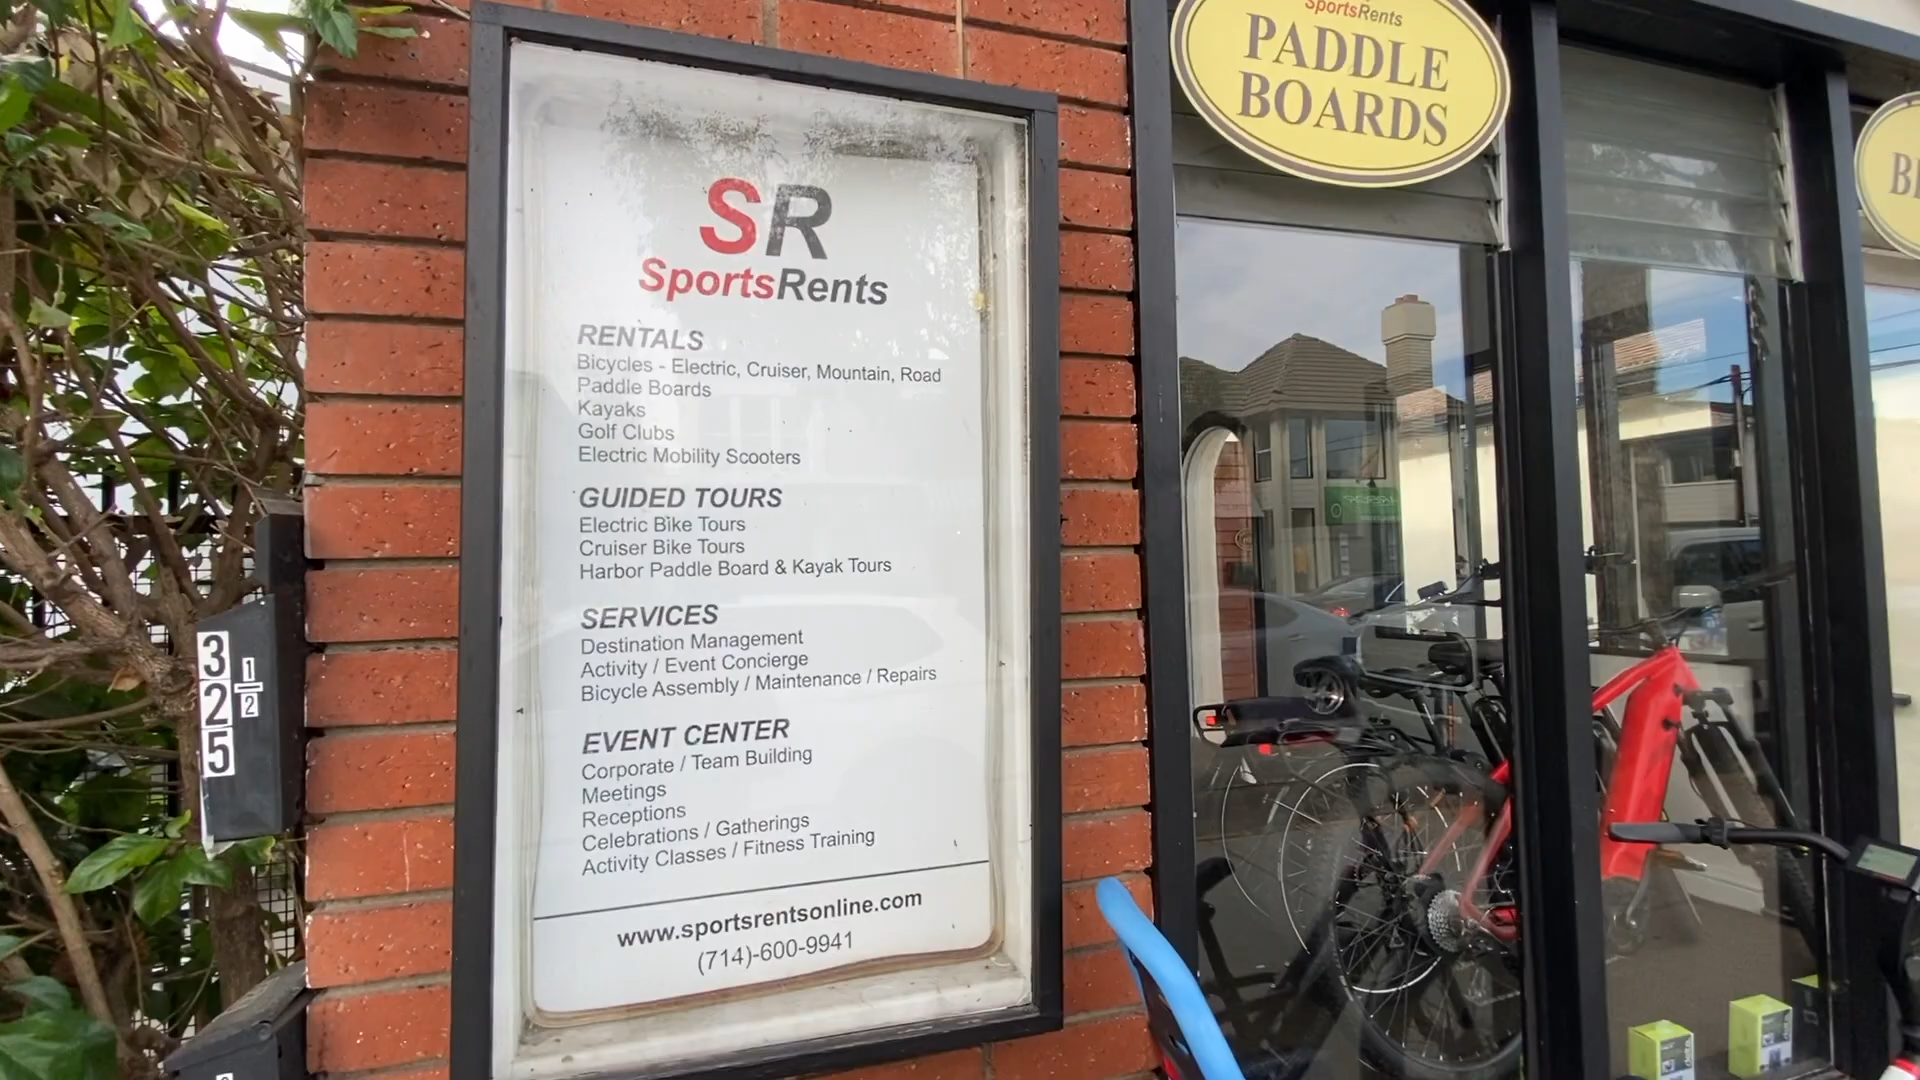 SportsRents
PADDLE
BOARDS
SR
SportsRents
RENTALS
Bicycles - Electric, Cruiser, Mountain, Road
Paddle Boards
Kayaks
Golf Clubs
Electric Mobility Scooters
GUIDED TOURS
Electric Bike Tours
Cruiser Bike Tours
Harbor Paddle Board & Kayak Tours
SERVICES
Destination Management
Activity / Event Concierge
Bicycle Assembly / Maintenance / Repairs
EVENT CENTER
Corporate / Team Building
Meetings
Receptions
Celebrations / Gatherings
Activity Classes / Fitness Training
www.sportsrentsonline.com
(714)-600-9941
325 1/2